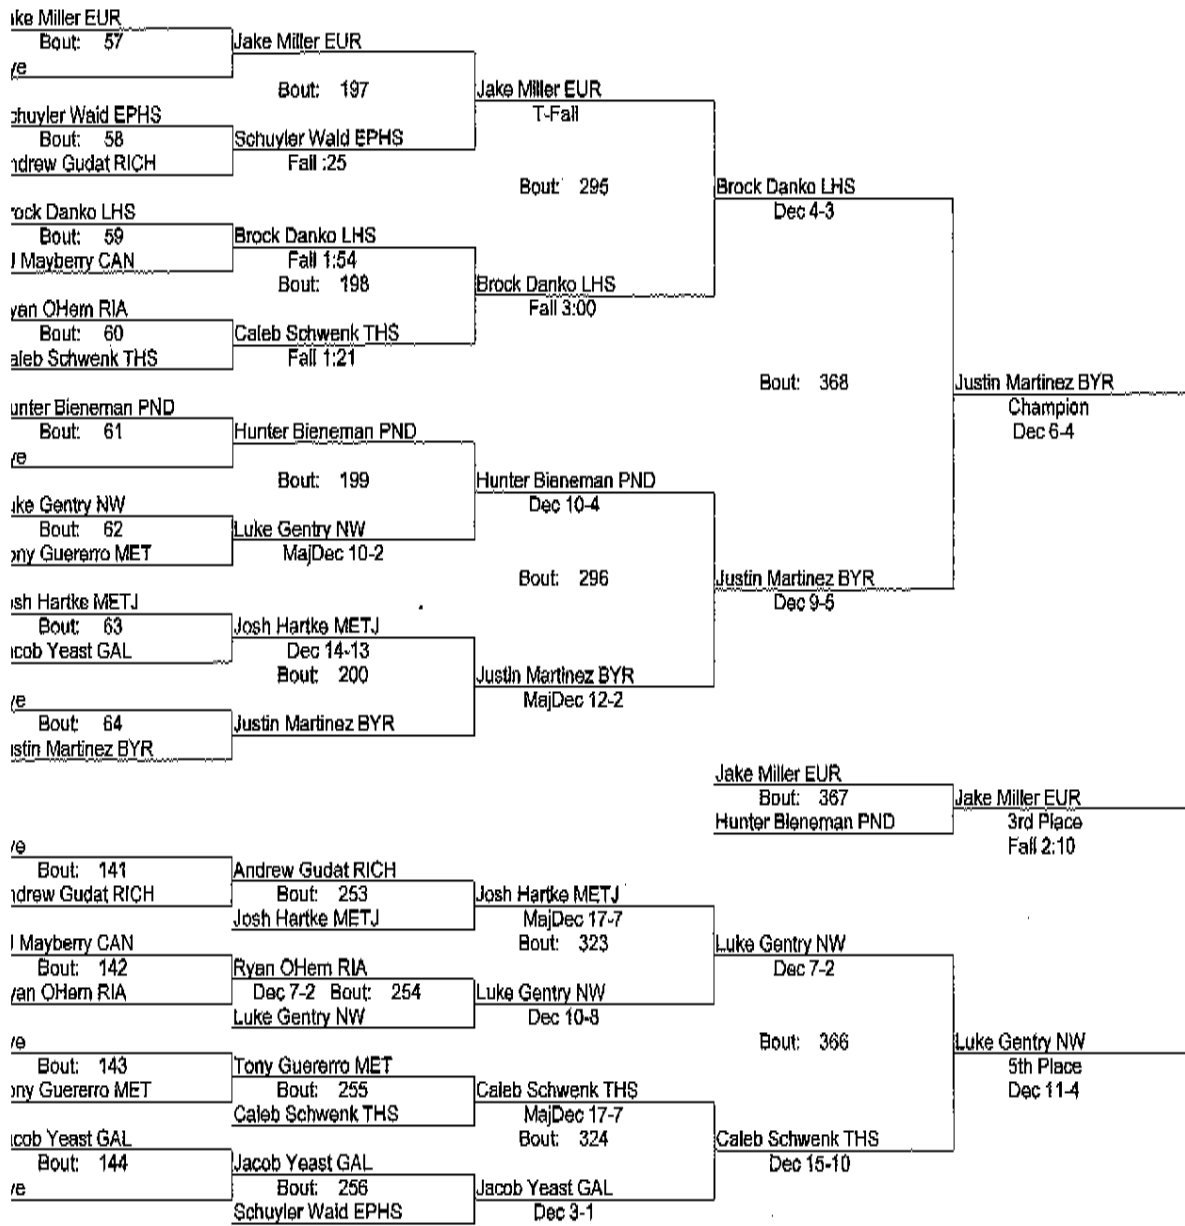 ike Miller EUR
Bout: 57
Jake Miller EUR
ye
Bout: 197
Jake Miller EUR
T-Fall
chuyler Waid EPHS
Bout: 58
Schuyler Waid EPHS
ndrew Gudat RICH
Fall :25
Bout: 295
Brock Danko LHS
Dec 4-3
rock Danko LHS
Bout: 59
Brock Danko LHS
J Mayberry CAN
Fall 1:54
Bout: 198
Brock Danko LHS
Fall 3:00
yan OHern RIA
Bout: 60
Caleb Schwenk THS
aleb Schwenk THS
Fall 1:21
Bout: 368
Justin Martinez BYR
Champion
Dec 6-4
unter Bieneman PND
Bout: 61
Hunter Bieneman PND
ye
Bout: 199
Hunter Bieneman PND
Dec 10-4
uke Gentry NW
Bout: 62
Luke Gentry NW
ony Guererro MET
MajDec 10-2
Bout: 296
Justin Martinez BYR
Dec 9-5
osh Hartke METJ
Bout: 63
Josh Hartke METJ
acob Yeast GAL
Dec 14-13
Bout: 200
Justin Martinez BYR
MajDec 12-2
ye
Bout: 64
Justin Martinez BYR
ustin Martinez BYR
Jake Miller EUR
Bout: 367
Jake Miller EUR
Hunter Bieneman PND
3rd Place
Fall 2:10
ye
Bout: 141
Andrew Gudat RICH
ndrew Gudat RICH
Bout: 253
Josh Hartke METJ
Josh Hartke METJ
MajDec 17-7
J Mayberry CAN
Bout: 323
Luke Gentry NW
Bout: 142
Ryan OHern RIA
Dec 7-2
yan OHern RIA
Dec 7-2 Bout: 254
Luke Gentry NW
Luke Gentry NW
Dec 10-8
ye
Bout: 366
Luke Gentry NW
Bout: 143
Tony Guererro MET
5th Place
ony Guererro MET
Bout: 255
Caleb Schwenk THS
Dec 11-4
Caleb Schwenk THS
MajDec 17-7
acob Yeast GAL
Bout: 324
Caleb Schwenk THS
Bout: 144
Jacob Yeast GAL
Dec 15-10
ye
Bout: 256
Jacob Yeast GAL
Schuyler Waid EPHS
Dec 3-1